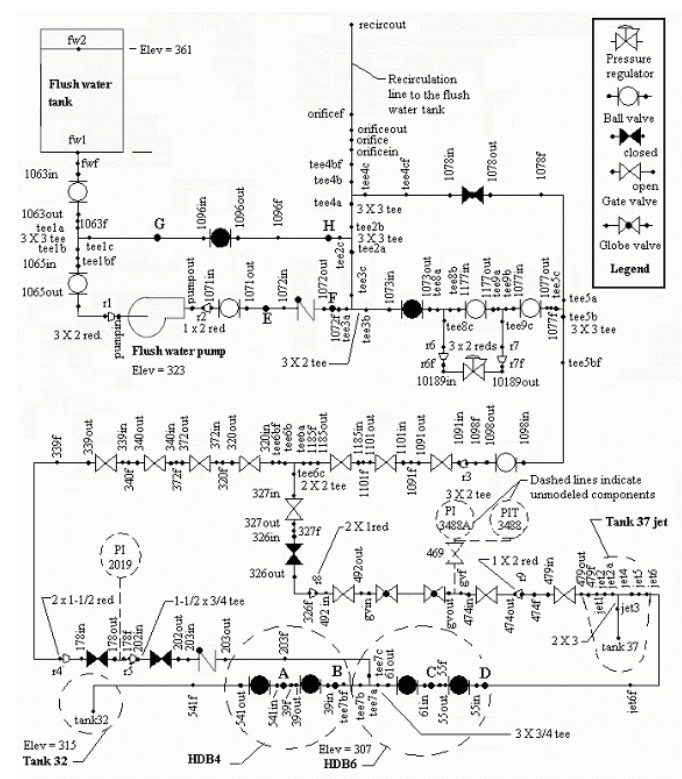 recircout
fw2
Elev = 361
Flush water
tank
Recirculation
line to the flush
water tank
Pressure
regulator
Ball valve
closed
open
Gate valve
Globe valve
Legend
fw1
fwf
1063in
1063out
1063f
tee1a
3 X 3 tee
tee1b
tee1c
tee1bf
1065in
1065out
orificef
orificeout
orifice
orificein
tee4bf
tee4b
tee4a
tee4c
tee4cf
1078in
1078out
1078f
3 X 3 tee
G
1096in
1096out
1096f
H
tee2b
3 X 3 tee
tee2a
tee2c
r1
3 X 2 red.
pumpin
pumpout
r2
1 x 2 red
Flush water pump
Elev = 323
1071in
1071out
E
1072in
1072out
F
1072f
tee3a
tee3c
tee3b
3 X 2 tee
1073in
1073out
tee8a
tee8b
tee8c
1177in
1177out
tee9a
tee9b
tee9c
1077in
1077out
1077f
tee5c
tee5a
tee5b
3 X 3 tee
tee5bf
r6
r6f
3 x 2 reds
r7
r7f
10189in
10189out
339f
339out
339in
340f
340out
340in
372f
372out
372in
320f
320out
320in
tee6bf
tee6b
tee6a
tee6c
2 X 2 tee
1185f
1185out
1185in
1101f
1101out
1101in
1091f
1091out
1091in
r3
1098f
1098out
1098in
3 X 2 tee
327in
327out
327f
326in
326out
326f
2 X 1red
r8
492 in
492out
gvin
gvout
gvf
469
PI
3488A
PIT
3488
Dashed lines indicate
unmodeled components
474in
474out
474f
1 X 2 red
r9
479in
479out
479f
jet1
jet2
jet2a
jet3
jet4
jet5
jet6
Tank 37 jet
2 X 3
tank37
PI
2019
2 x 1-1/2 red
1-1/2 x 3/4 tee
r4
178in
178out
178f
r5
202in
202out
203in
203out
203f
541f
541out
541in
A
39f
39out
39in
B
tee7bf
tee7b
tee7a
tee7c
61out
61in
C
55f
55out
55in
D
jet6f
3 X 3/4 tee
tank32
Elev = 315
Tank 32
HDB4
Elev = 307
HDB6